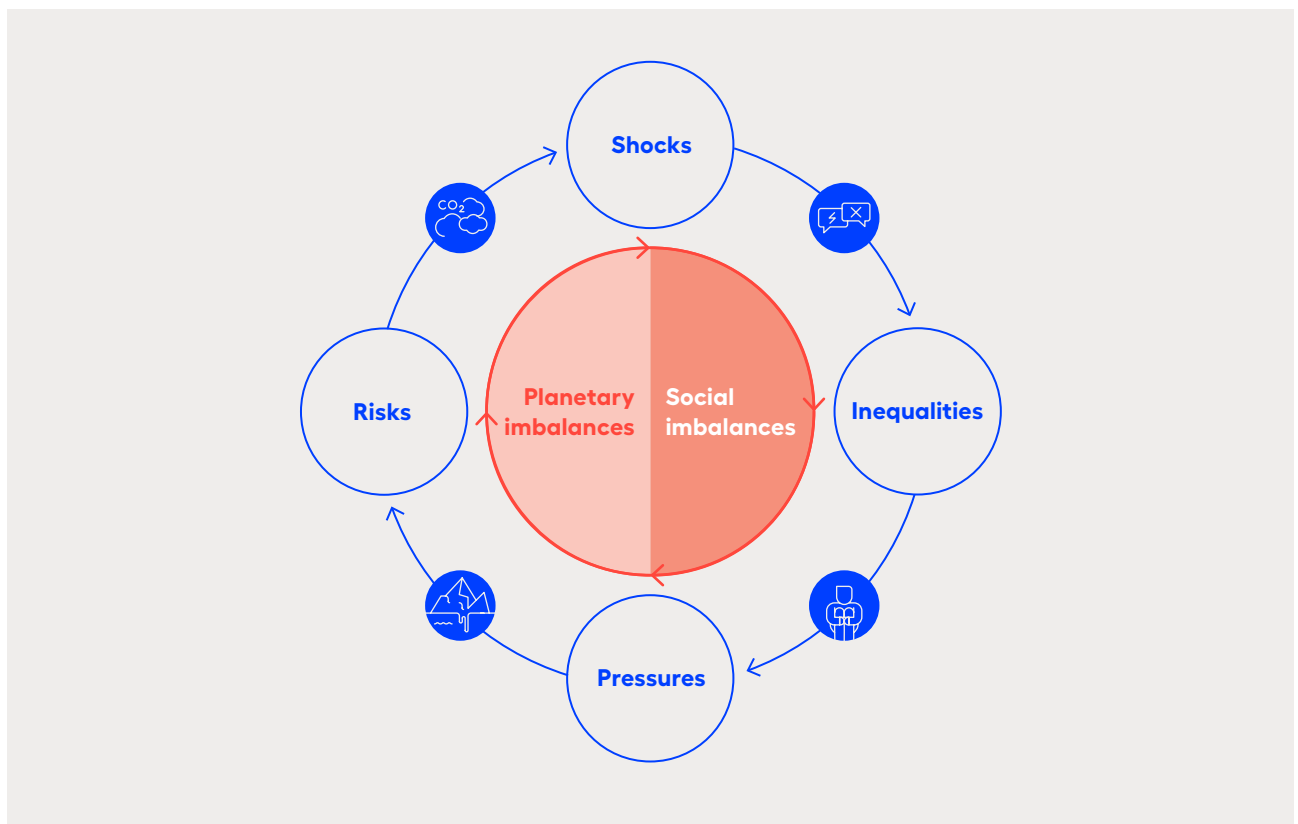 Shocks
CO2
Planetary
imbalances
Social
imbalances
Risks
Inequalities
Pressures